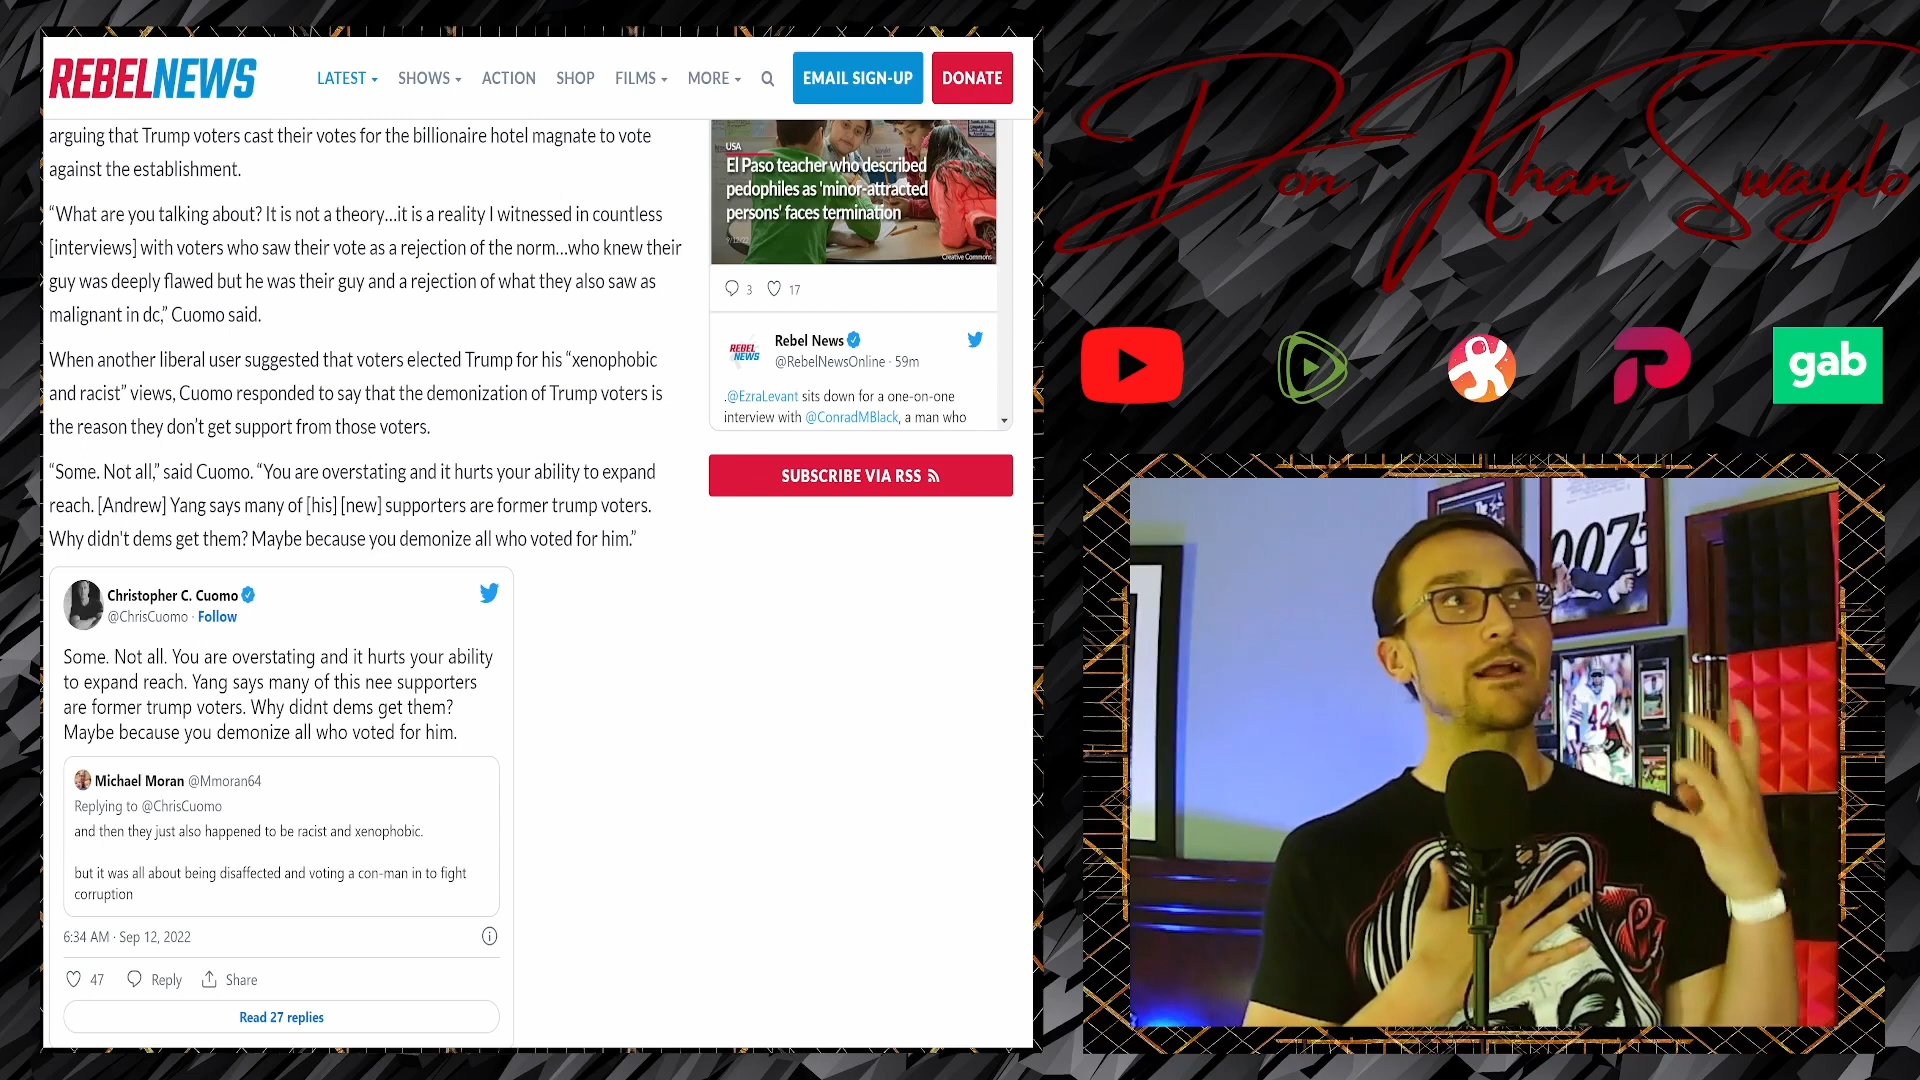 REBELNEWS
LATEST SHOWS ACTION SHOP FILMS MORE EMAIL SIGN-UP DONATE
arguing that Trump voters cast their votes for the billionaire hotel magnate to vote
against the establishment.
“What are you talking about? It is not a theory…it is a reality I witnessed in countless
[interviews] with voters who saw their vote as a rejection of the norm…who knew their
guy was deeply flawed but he was their guy and a rejection of what they also saw as
malignant in dc,” Cuomo said.
When another liberal user suggested that voters elected Trump for his “xenophobic
and racist” views, Cuomo responded to say that the demonization of Trump voters is
the reason they don’t get support from those voters.
“Some. Not all,” said Cuomo. “You are overstating and it hurts your ability to expand
reach. [Andrew] Yang says many of [his] [new] supporters are former trump voters.
Why didn't dems get them? Maybe because you demonize all who voted for him.”
Christopher C. Cuomo
@ChrisCuomo · Follow
Some. Not all. You are overstating and it hurts your ability
to expand reach. Yang says many of this nee supporters
are former trump voters. Why didnt dems get them?
Maybe because you demonize all who voted for him.
Michael Moran @Mmoran64
Replying to @ChrisCuomo
and then they just also happened to be racist and xenophobic.
but it was all about being disaffected and voting a con-man in to fight
corruption
6:34 AM · Sep 12, 2022
47 Reply Share
Read 27 replies
USA
El Paso teacher who described
pedophiles as 'minor-attracted
persons' faces termination
9/12/22
Creative Commons
3 17
REBEL
NEWS
Rebel News
@RebelNewsOnline · 59m
.@EzraLevant sits down for a one-on-one
interview with @ConradMBlack, a man who
SUBSCRIBE VIA RSS
Don Khan Swaylo
gab
007
42